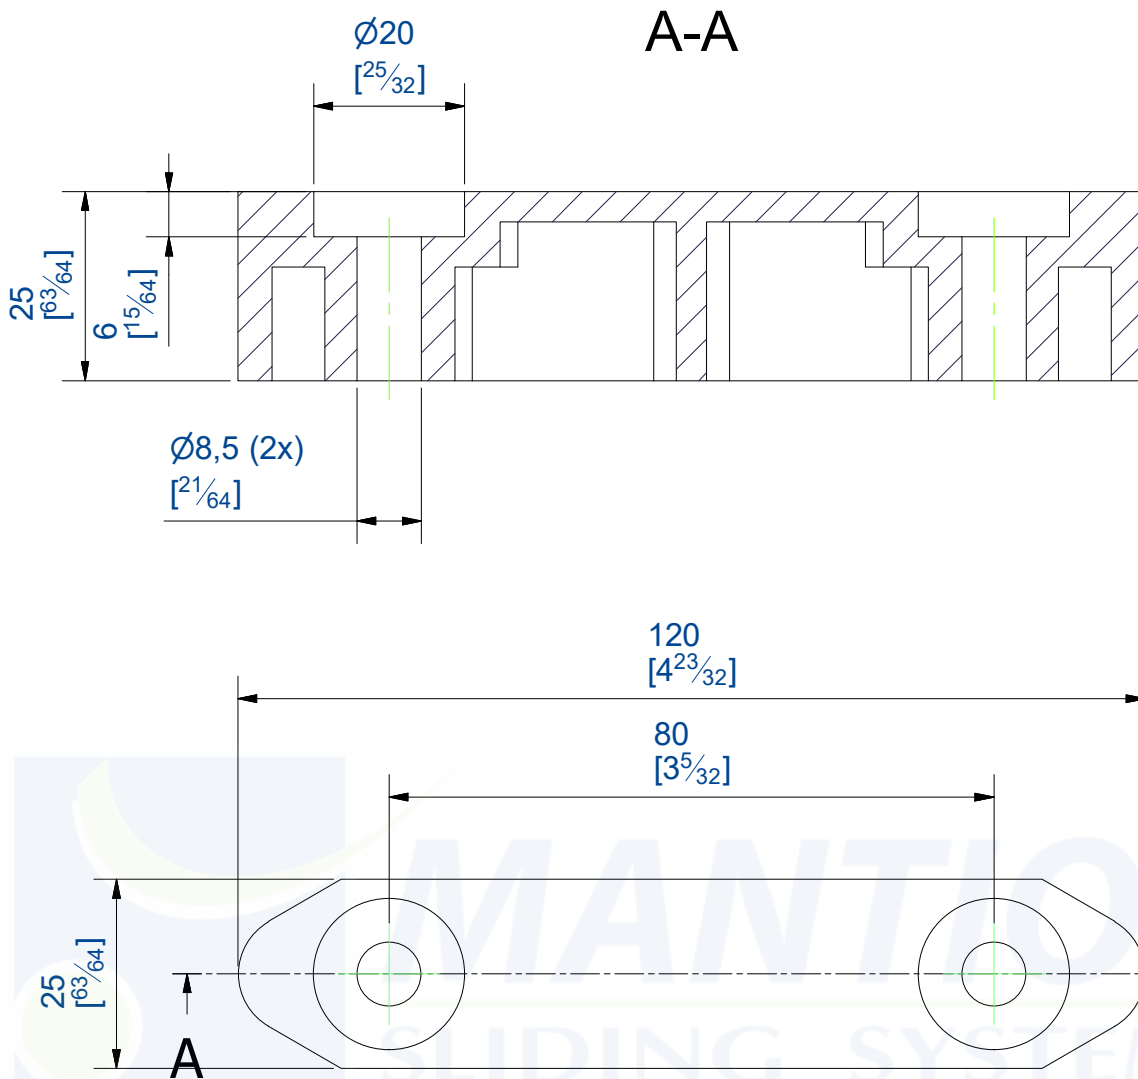 A-A
Ø20
[25⁄32]
25
[63⁄64]
6
[15⁄64]
Ø8,5 (2x)
[21⁄64]
120
[4 23⁄32]
80
[3 5⁄32]
25
[63⁄64]
A
MANTIO
SLIDING SYSTEM